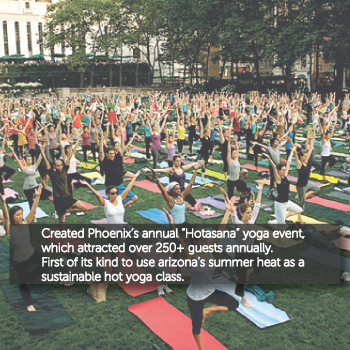 Created Phoenix's annual "Hotasana" yoga event,
which attracted over 250+ guests annually.
First of its kind to use arizona's summer heat as a
sustainable hot yoga class.